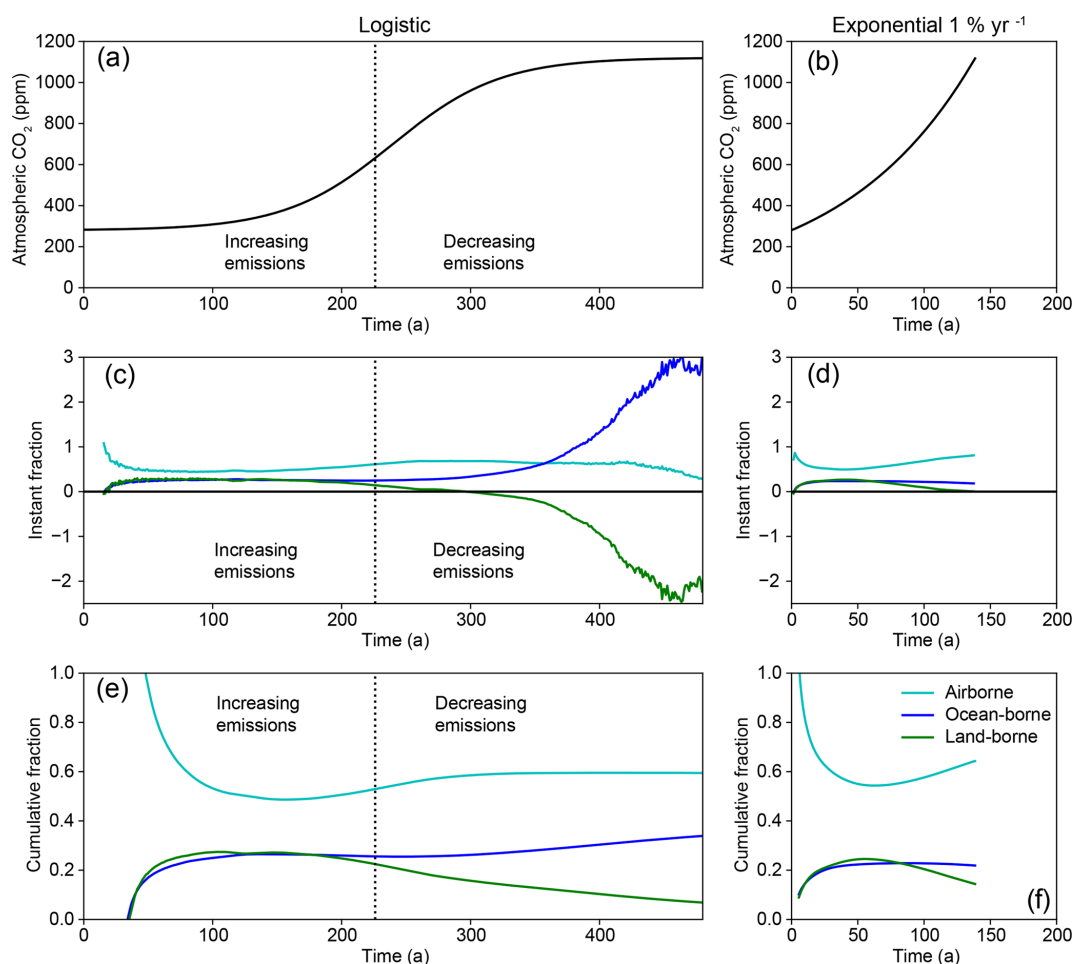 Logistic
Exponential 1 % yr ⁻¹
(a)
Atmospheric CO₂ (ppm)
1200
1000
800
600
400
200
0
Increasing
emissions
Decreasing
emissions
0 100 200 300 400
Time (a)
(b)
Atmospheric CO₂ (ppm)
1200
1000
800
600
400
200
0
0 50 100 150 200
Time (a)
(c)
Instant fraction
3
2
1
0
−1
−2
Increasing
emissions
Decreasing
emissions
0 100 200 300 400
Time (a)
(d)
Instant fraction
3
2
1
0
−1
−2
0 50 100 150 200
Time (a)
(e)
Cumulative fraction
1.0
0.8
0.6
0.4
0.2
0.0
Increasing
emissions
Decreasing
emissions
0 100 200 300 400
Time (a)
Cumulative fraction
1.0
0.8
0.6
0.4
0.2
0.0
Airborne
Ocean-borne
Land-borne
(f)
0 50 100 150 200
Time (a)